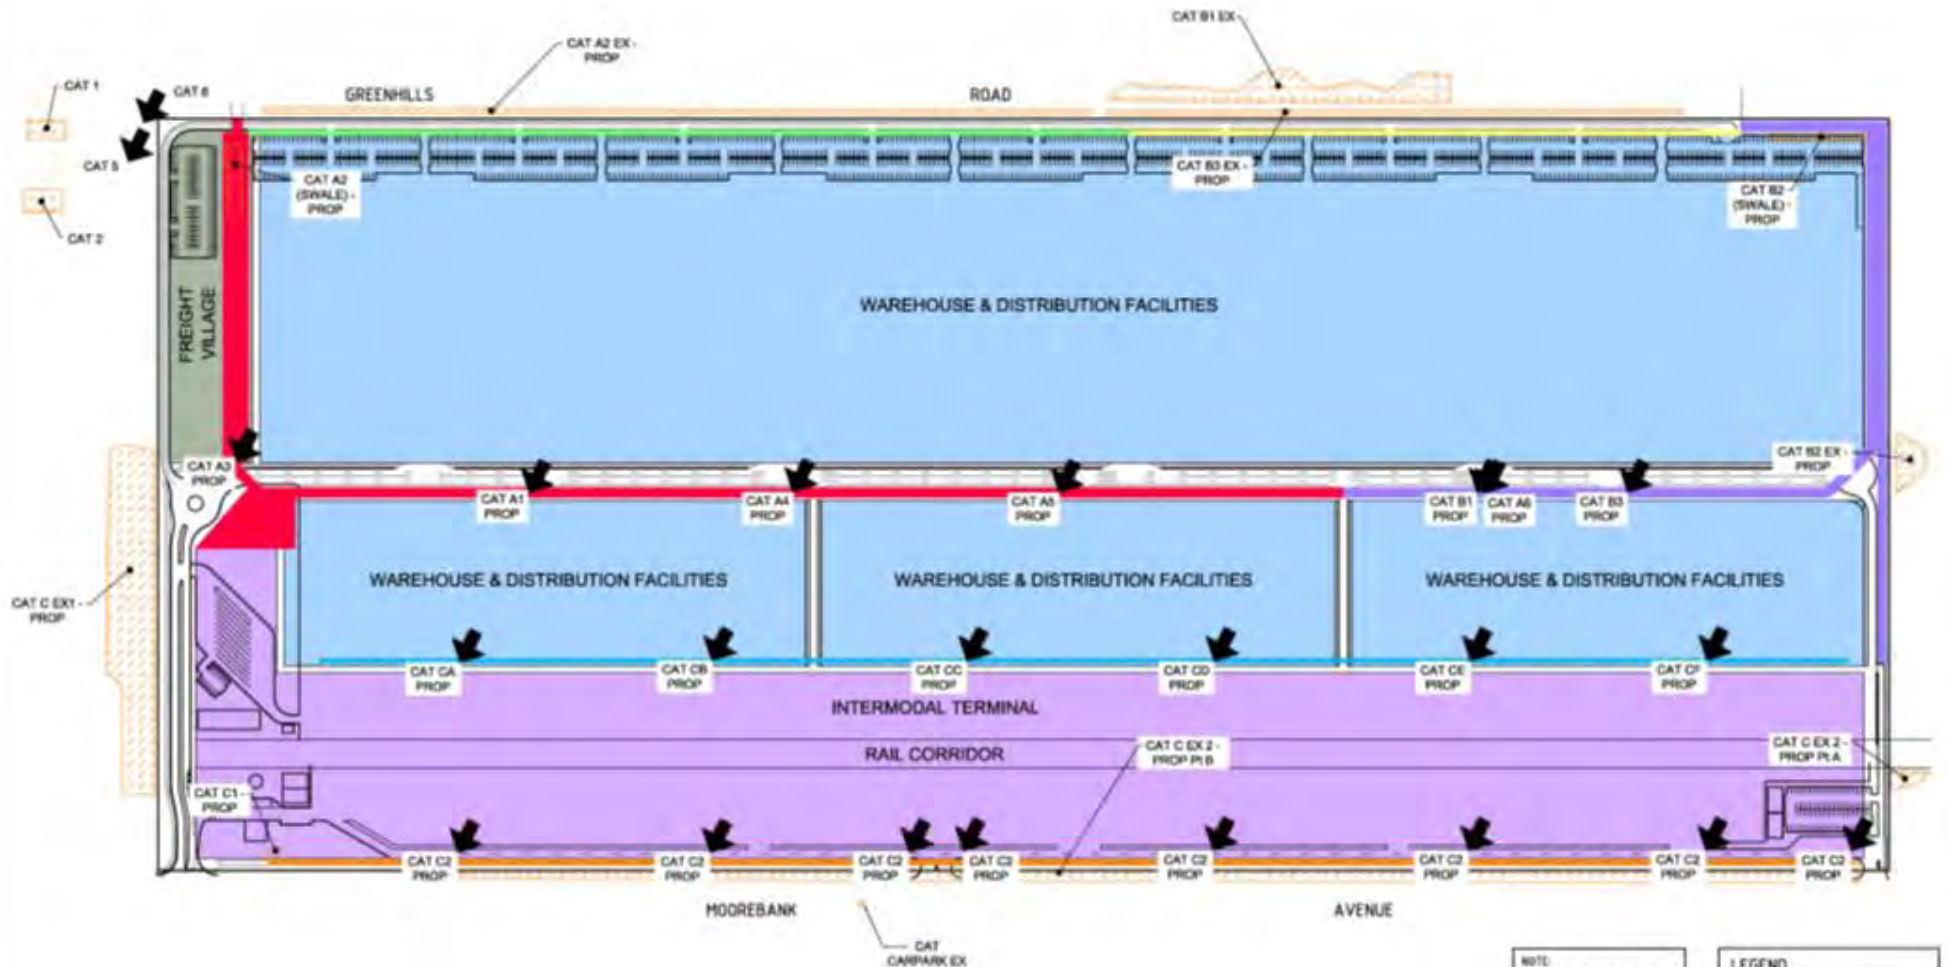 CAT B1 EX
CAT A2 EX -
PROP
CAT 1
CAT 6
GREENHILLS
ROAD
CAT 5
CAT 2
CAT A2
(SWALE) -
PROP
CAT B3 EX -
PROP
CAT B2
(SWALE) -
PROP
FREIGHT
VILLAGE
WAREHOUSE & DISTRIBUTION FACILITIES
CAT A3
PROP
CAT B2 EX -
PROP
CAT A1
PROP
CAT A4
PROP
CAT A5
PROP
CAT B1
PROP
CAT A6
PROP
CAT B3
PROP
WAREHOUSE & DISTRIBUTION FACILITIES
WAREHOUSE & DISTRIBUTION FACILITIES
WAREHOUSE & DISTRIBUTION FACILITIES
CAT C EX1 -
PROP
CAT CA
PROP
CAT CB
PROP
CAT CC
PROP
CAT CD
PROP
CAT CE
PROP
CAT CF
PROP
INTERMODAL TERMINAL
RAIL CORRIDOR
CAT C EX 2 -
PROP Pt B
CAT C EX 2 -
PROP Pt A
CAT C1 -
PROP
CAT C2
PROP
CAT C2
PROP
CAT C2
PROP
CAT C2
PROP
CAT C2
PROP
CAT C2
PROP
CAT C2
PROP
CAT C2
PROP
MOOREBANK
AVENUE
CAT
CARPARK EX
NOTE:
LEGEND